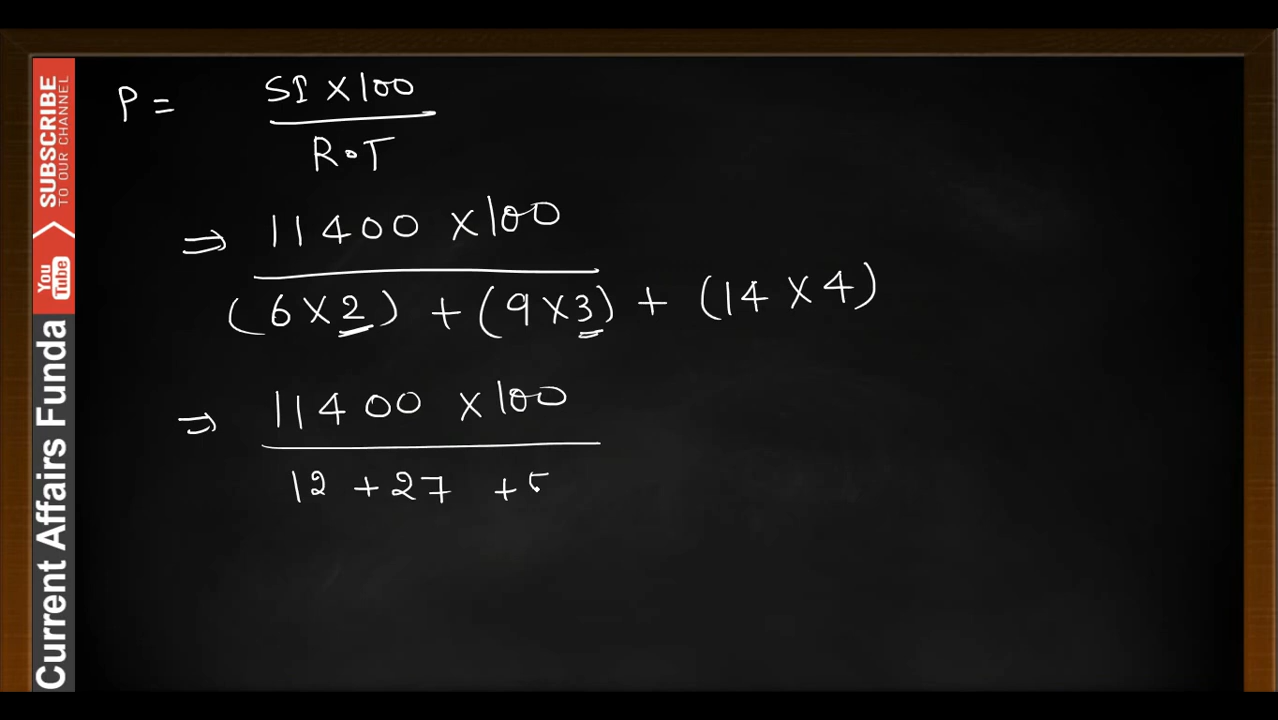 P = SI × 100
R.T
⇒ 11400 × 100
(6 × 2) + (9 × 3) + (14 × 4)
⇒ 11400 × 100
12 + 27 + 5
SUBSCRIBE
TO OUR CHANNEL
You Tube
Current Affairs Funda